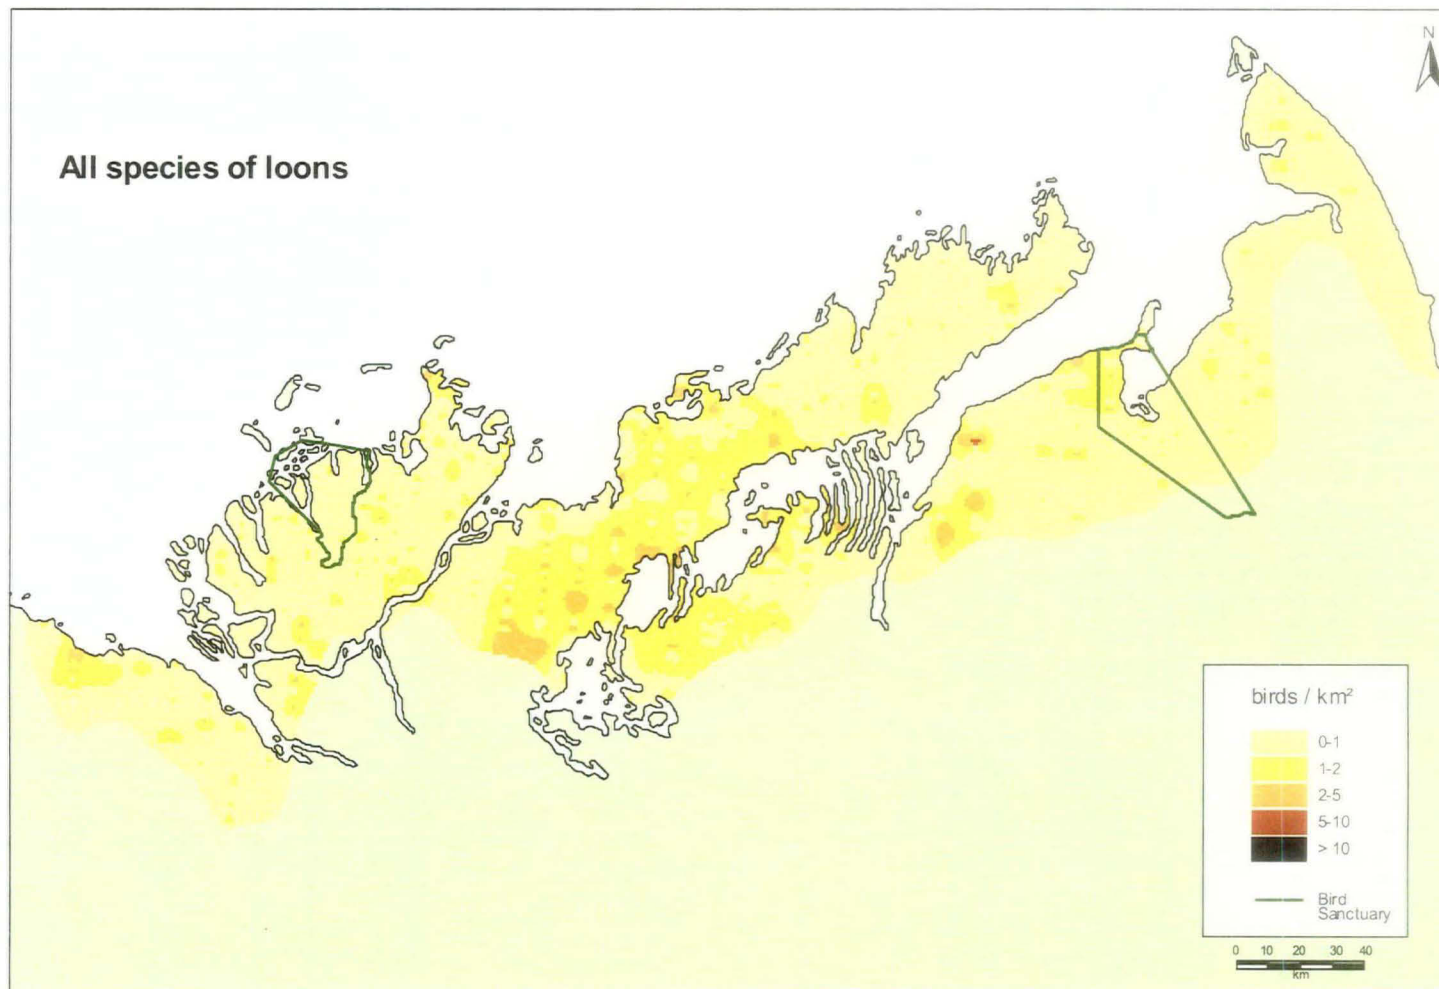 N
All species of loons
birds / km²
0-1
1-2
2-5
5-10
> 10
Bird
Sanctuary
0 10 20 30 40
km